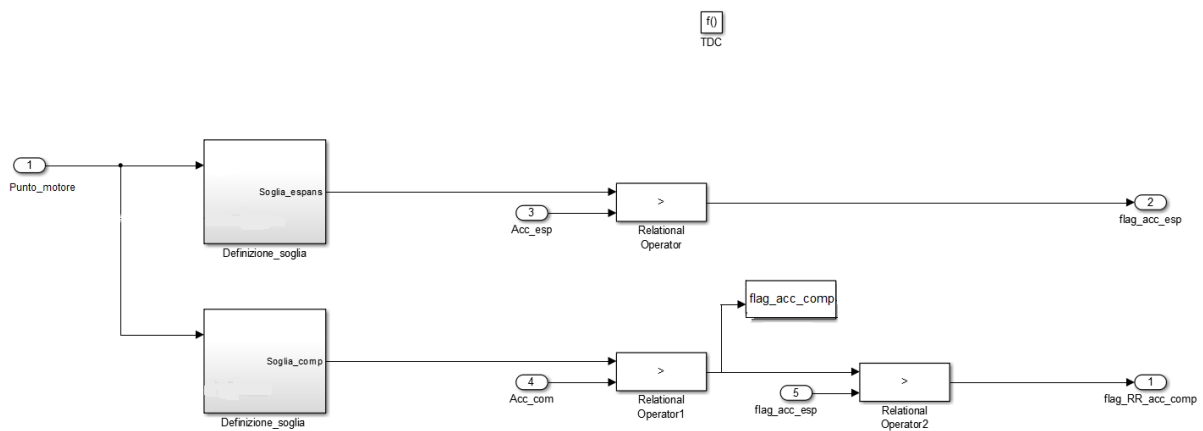 f()
TDC
1
Punto_motore
Soglia_espans
Definizione_soglia
3
Acc_esp
>
Relational
Operator
2
flag_acc_esp
flag_acc_comp
Soglia_comp
Definizione_soglia
4
Acc_com
>
Relational
Operator1
5
flag_acc_esp
>
Relational
Operator2
1
flag_RR_acc_comp